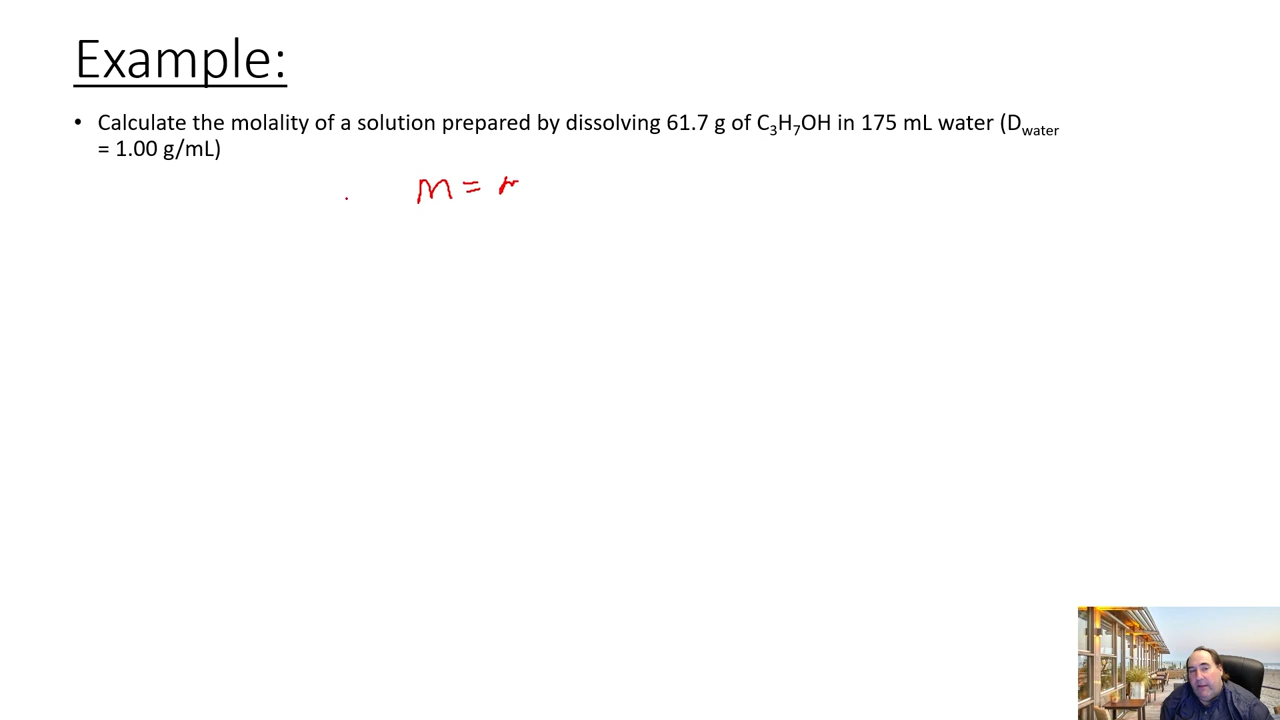 Example:
• Calculate the molality of a solution prepared by dissolving 61.7 g of C₃H₇OH in 175 mL water (D_water
= 1.00 g/mL)
m =